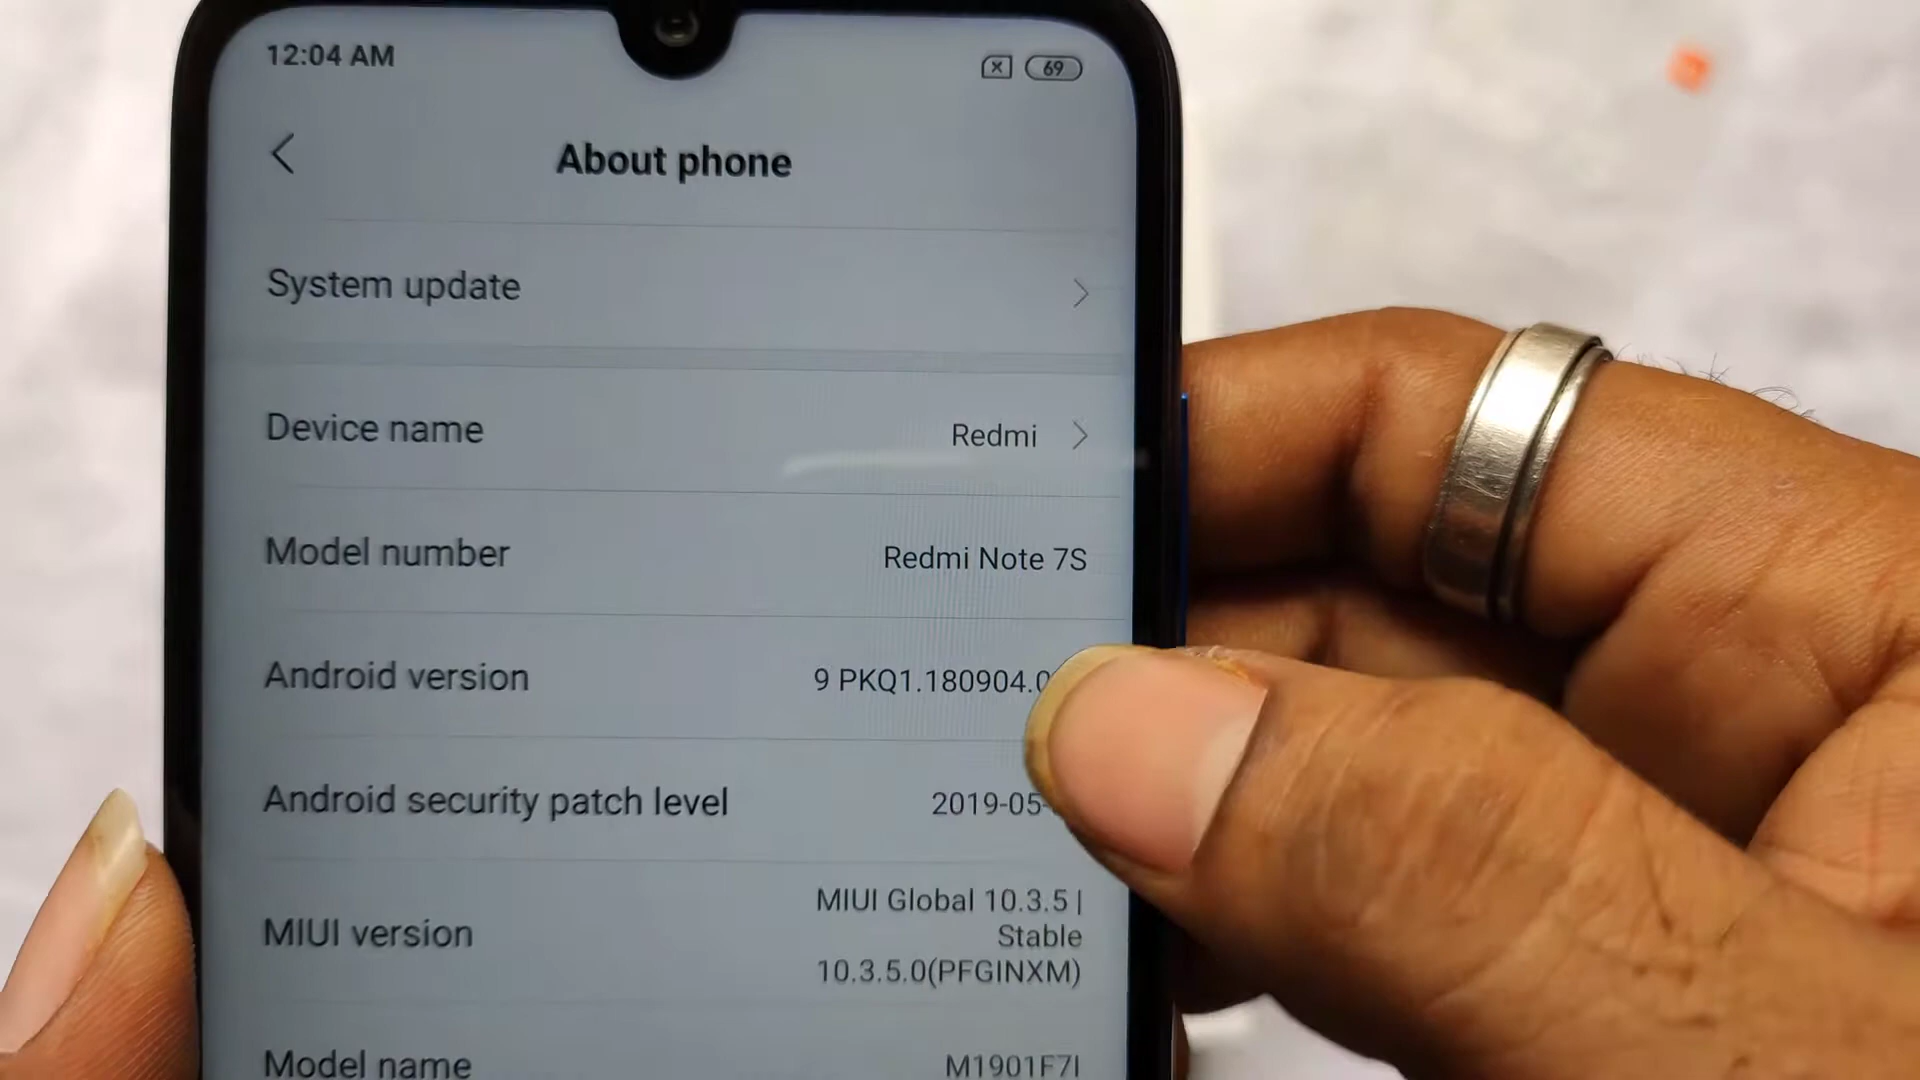 12:04 AM
69
About phone
System update
Device name
Redmi
Model number
Redmi Note 7S
Android version
9 PKQ1.180904.0
Android security patch level
2019-05-
MIUI version
MIUI Global 10.3.5 |
Stable
10.3.5.0(PFGINXM)
Model name
M1901F7I